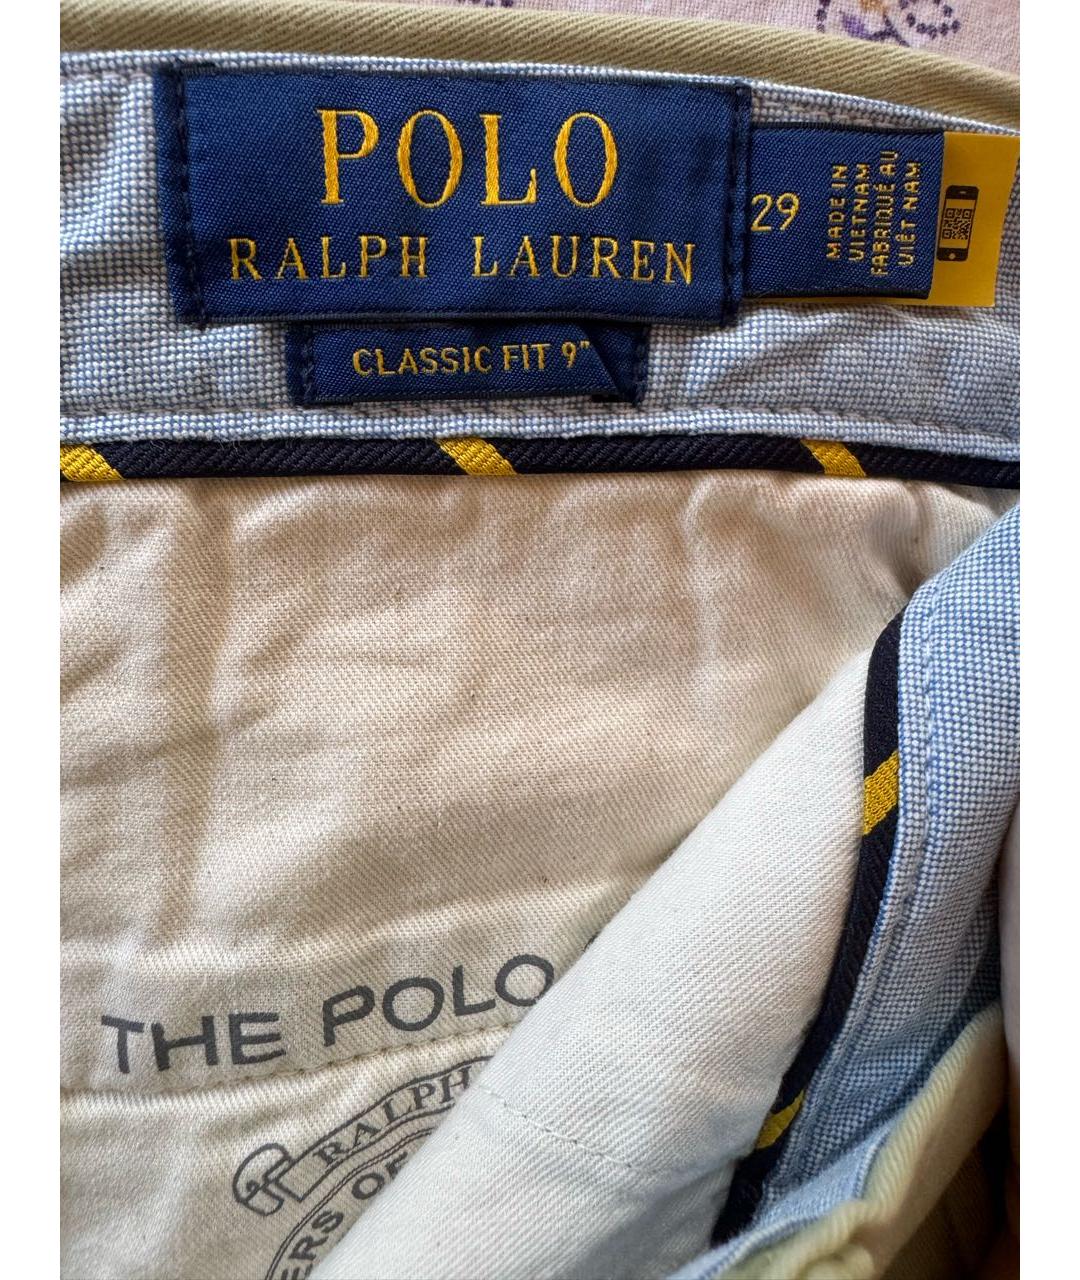 POLO
RALPH LAUREN
29
MADE IN
VIETNAM
FABRIQUÉ AU
VIÊT NAM
CLASSIC FIT 9"
THE POLO
RALPH